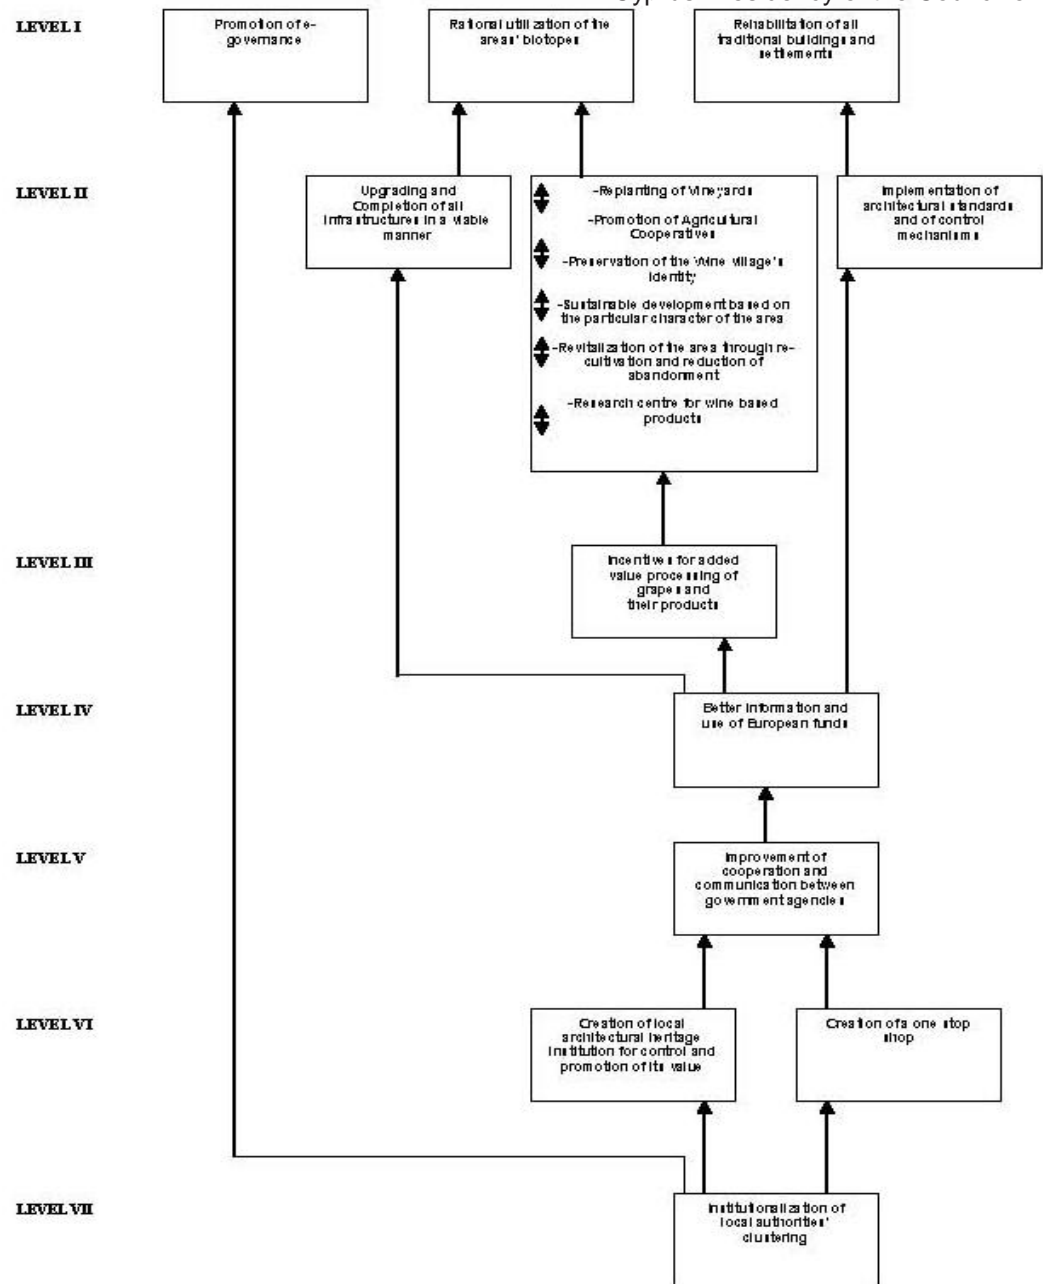 LEVEL I
Promotion of e-
governance
Rational utilization of the
areas' biotopes
Rehabilitation of all
traditional buildings and
settlements
LEVEL II
Upgrading and
Completion of all
infrastructures in a viable
manner
-Replanting of Vineyards
-Promotion of Agricultural
Cooperatives
-Preservation of the Wine village's
identity
-Sustainable development based on
the particular character of the area
-Revitalization of the area through re-
cultivation and reduction of
abandonment
-Research centre for wine based
products
Implementation of
architectural standards
and of control
mechanisms
LEVEL III
Incentives for added
value processing of
grapes and
their products
LEVEL IV
Better information and
use of European funds
LEVEL V
Improvement of
cooperation and
communication between
government agencies
LEVEL VI
Creation of local
architectural heritage
institution for control and
promotion of its value
Creation of a one stop
shop
LEVEL VII
Institutionalization of
local authorities'
clustering